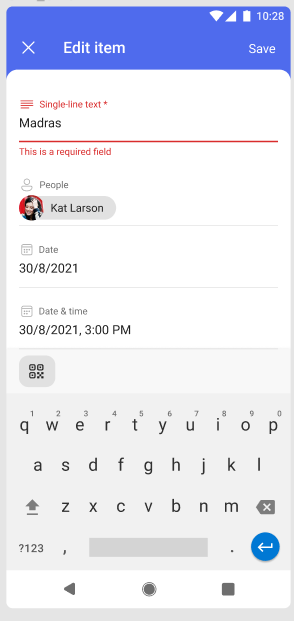 10:28
Edit item
Save
Single-line text *
Madras
This is a required field
People
Kat Larson
Date
30/8/2021
Date & time
30/8/2021, 3:00 PM
1 2 3 4 5 6 7 8 9 0
q w e r t y u i o p
a s d f g h j k l
z x c v b n m
?123 , .